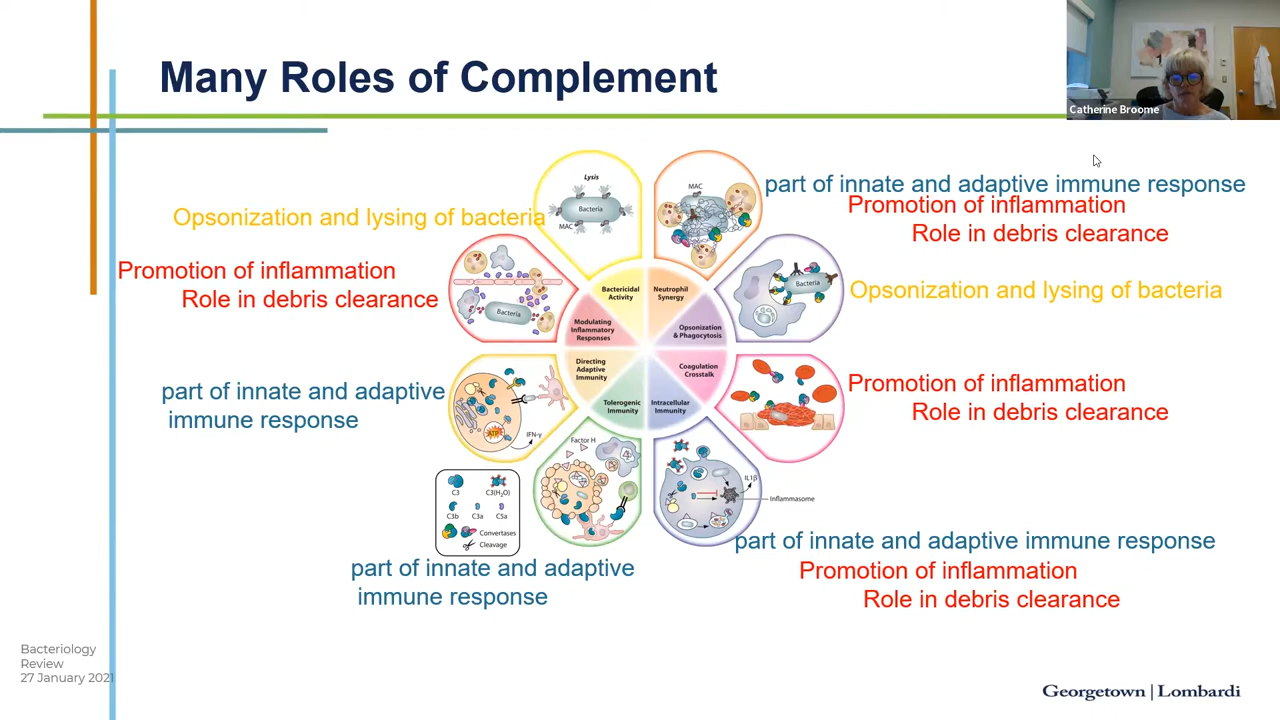 Many Roles of Complement
Catherine Broome
part of innate and adaptive immune response
Promotion of inflammation
Role in debris clearance
Opsonization and lysing of bacteria
Promotion of inflammation
Role in debris clearance
Opsonization and lysing of bacteria
part of innate and adaptive
immune response
Promotion of inflammation
Role in debris clearance
Lysis
Bacteria
MAC
MAC
Bacteria
Bacteria
Bactericidal
Activity
Neutrophil
Synergy
Modulating
Inflammatory
Responses
Opsonization
& Phagocytosis
Directing
Adaptive
Immunity
Coagulation
Crosstalk
Tolerogenic
Immunity
Intracellular
Immunity
ATP
IFN-γ
Factor H
IL1β
Inflammasome
C3
C3(H₂O)
C3b
C3a
C5a
Convertases
Cleavage
part of innate and adaptive
immune response
part of innate and adaptive immune response
Promotion of inflammation
Role in debris clearance
Bacteriology
Review
27 January 2021
Georgetown | Lombardi